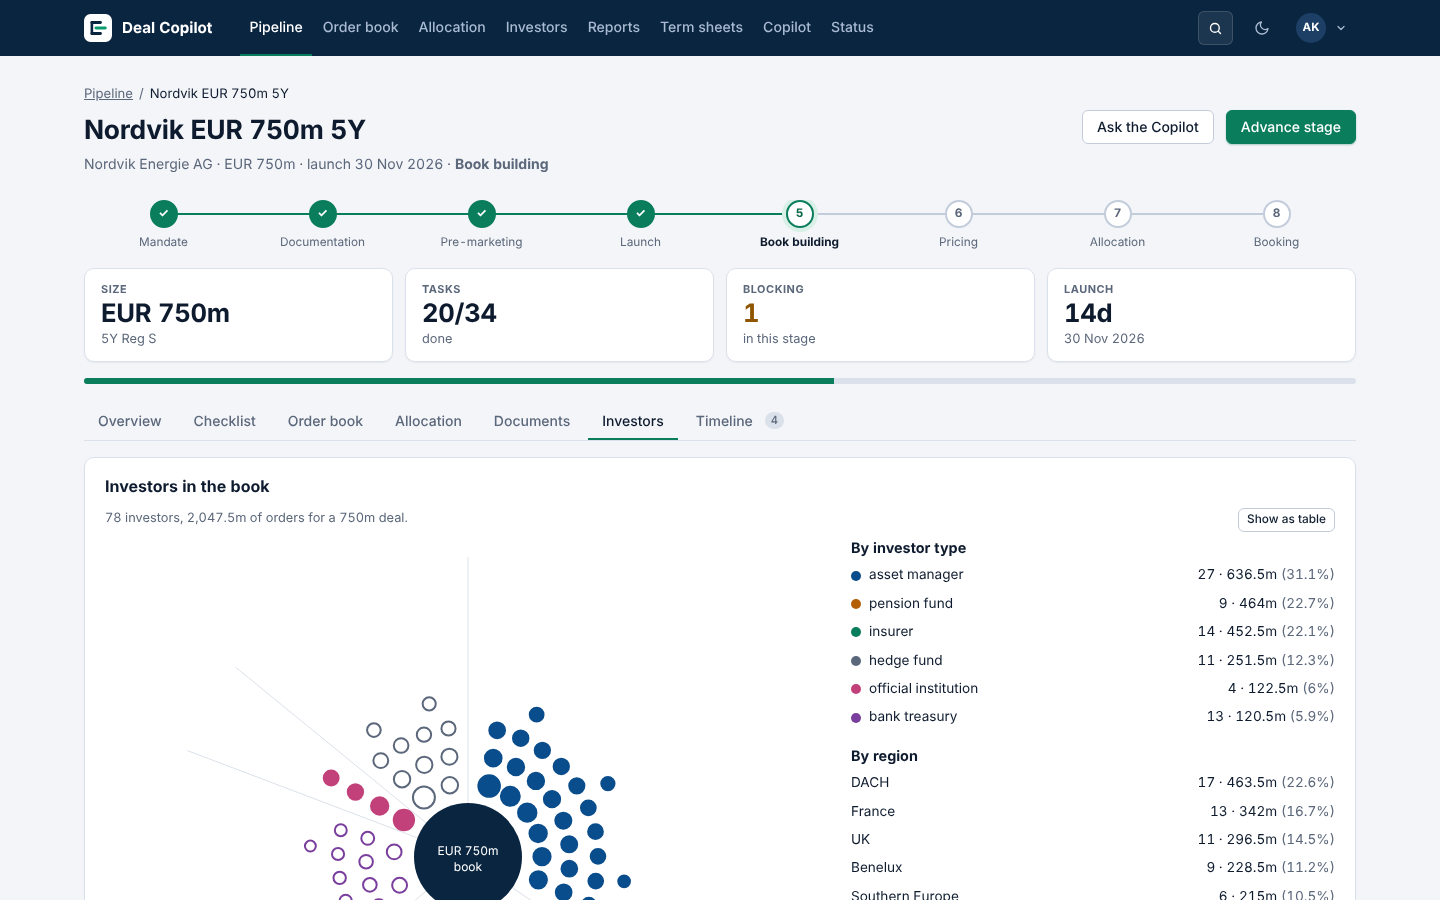 Deal Copilot
Pipeline
Order book
Allocation
Investors
Reports
Term sheets
Copilot
Status
AK
Pipeline / Nordvik EUR 750m 5Y
Nordvik EUR 750m 5Y
Ask the Copilot
Advance stage
Nordvik Energie AG · EUR 750m · launch 30 Nov 2026 · Book building
5
6
7
8
Mandate
Documentation
Pre-marketing
Launch
Book building
Pricing
Allocation
Booking
SIZE
EUR 750m
5Y Reg S
TASKS
20/34
done
BLOCKING
1
in this stage
LAUNCH
14d
30 Nov 2026
Overview
Checklist
Order book
Allocation
Documents
Investors
Timeline 4
Investors in the book
78 investors, 2,047.5m of orders for a 750m deal.
Show as table
EUR 750m
book
By investor type
asset manager 27 · 636.5m (31.1%)
pension fund 9 · 464m (22.7%)
insurer 14 · 452.5m (22.1%)
hedge fund 11 · 251.5m (12.3%)
official institution 4 · 122.5m (6%)
bank treasury 13 · 120.5m (5.9%)
By region
DACH 17 · 463.5m (22.6%)
France 13 · 342m (16.7%)
UK 11 · 296.5m (14.5%)
Benelux 9 · 228.5m (11.2%)
Southern Europe 6 · 215m (10.5%)